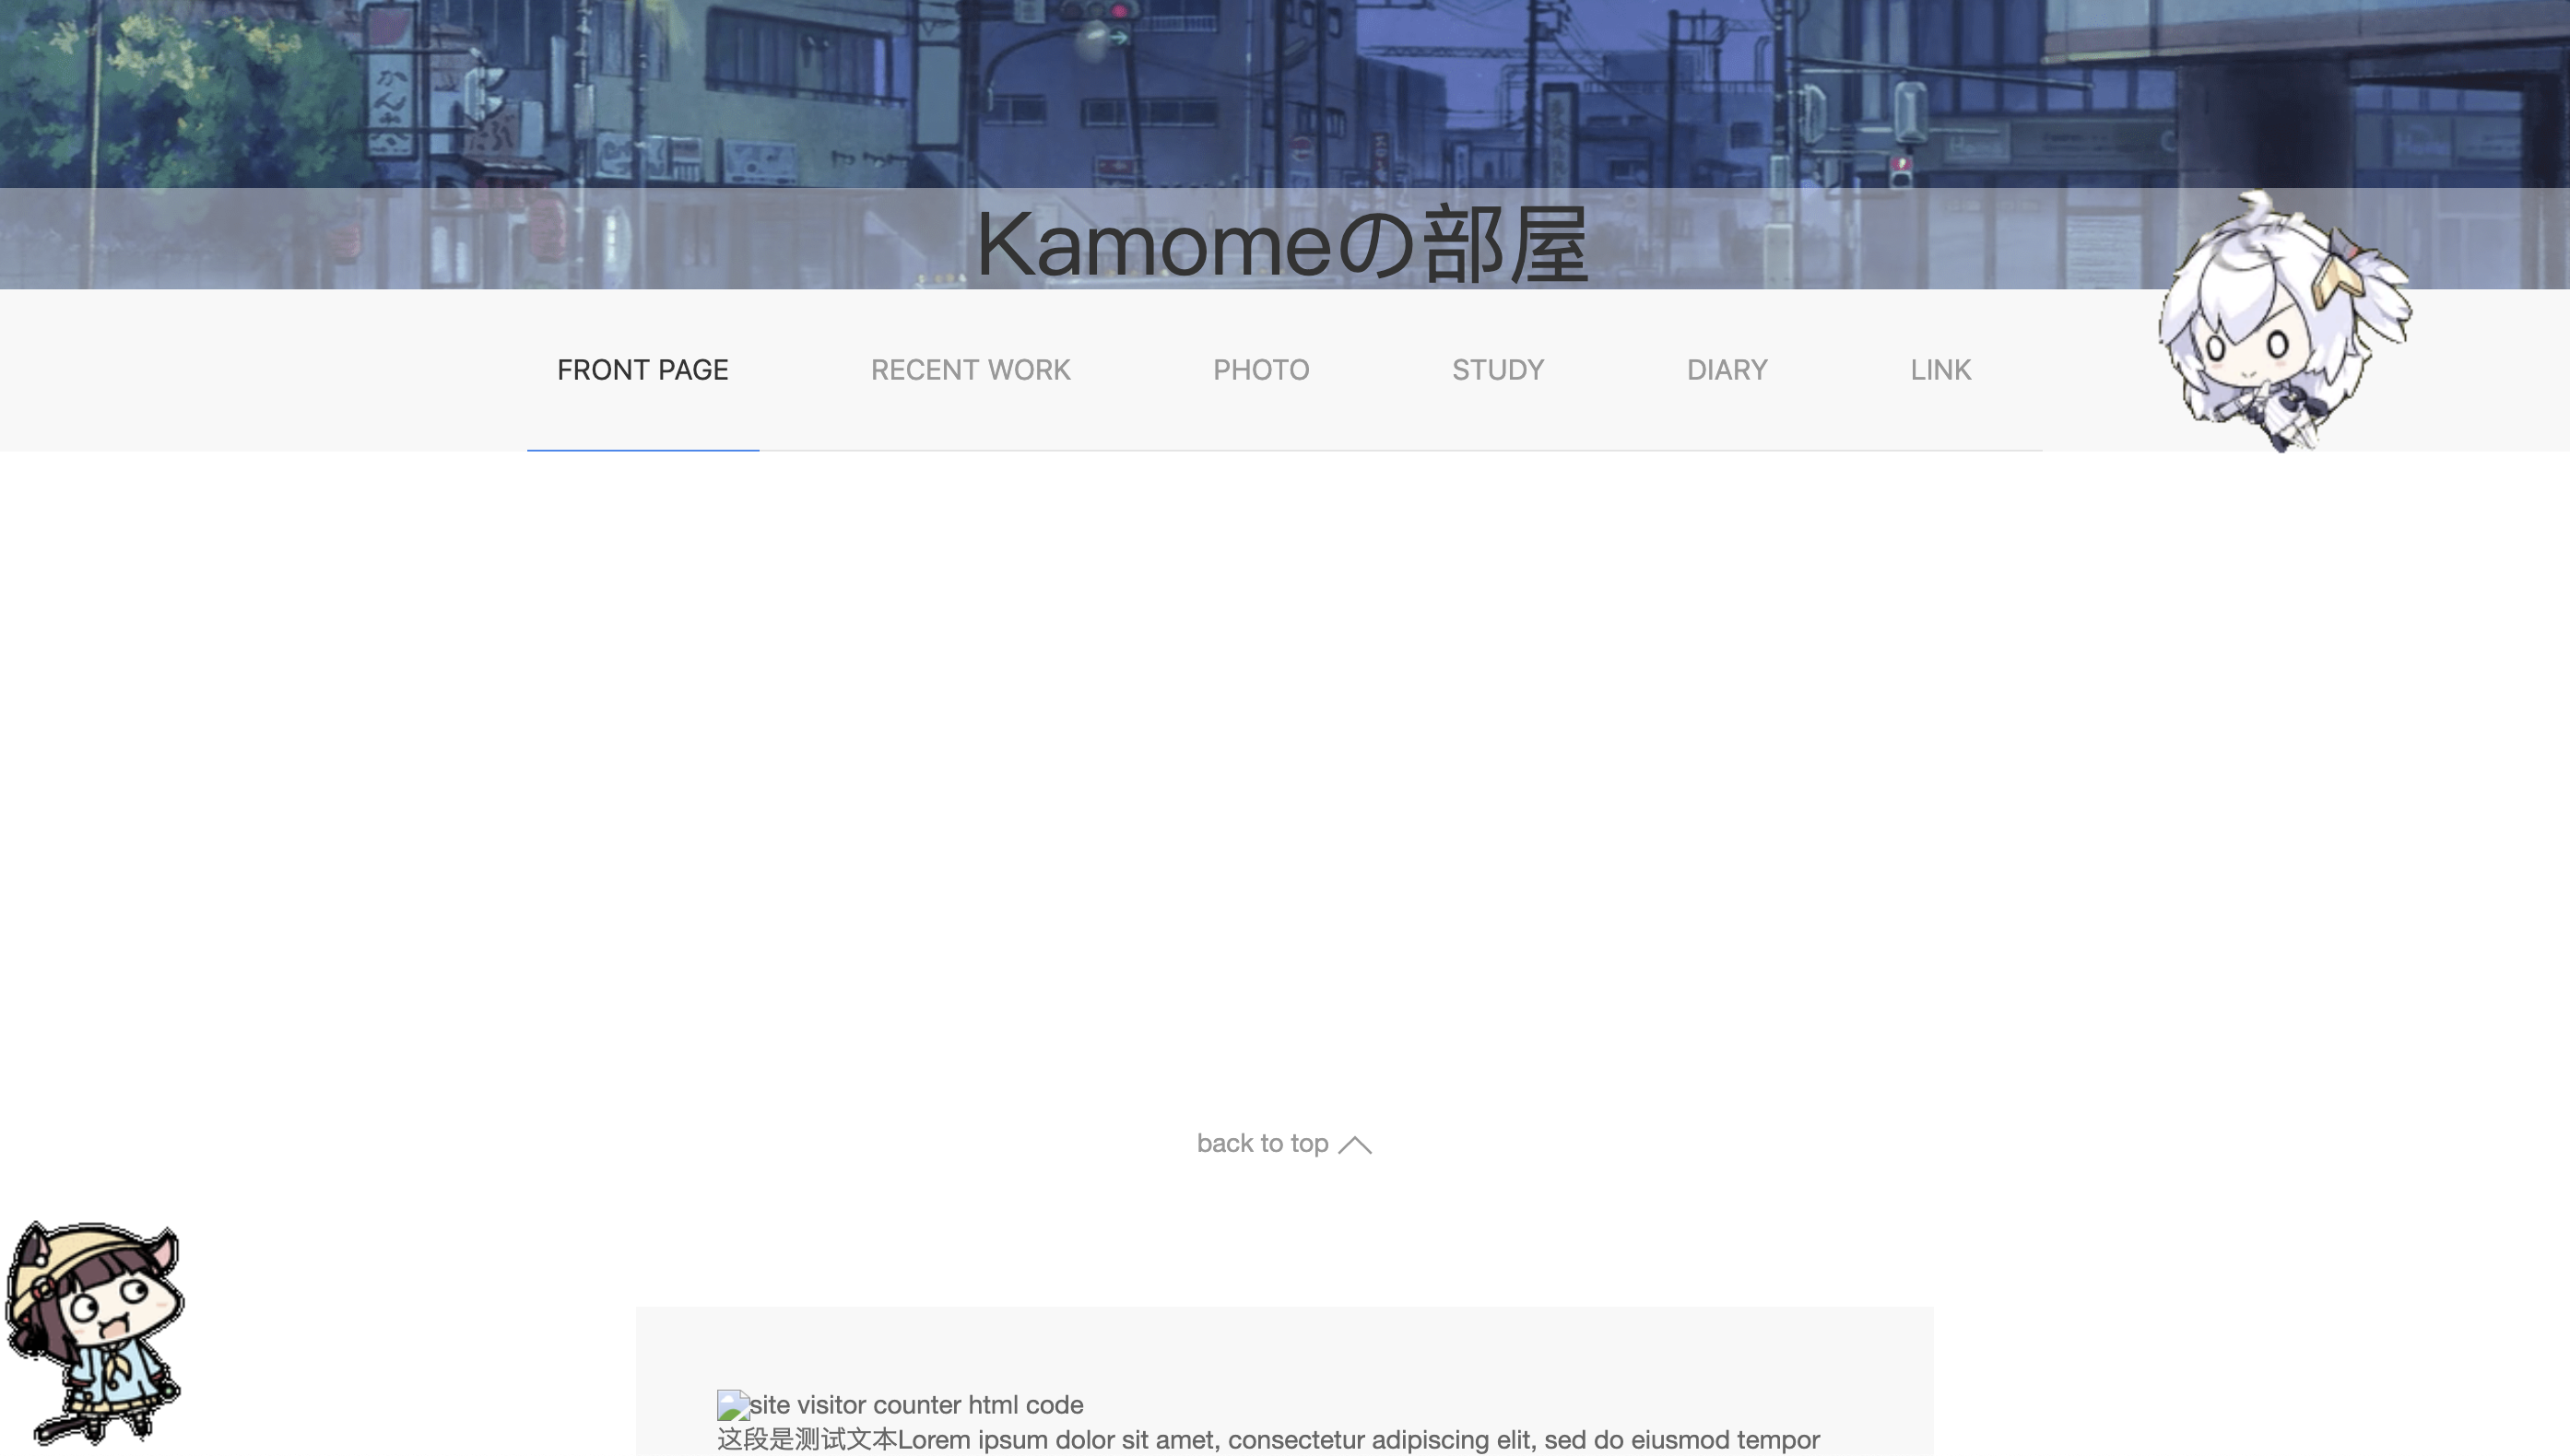 Kamomeの部屋
FRONT PAGE RECENT WORK PHOTO STUDY DIARY LINK
back to top
site visitor counter html code
这段是测试文本Lorem ipsum dolor sit amet, consectetur adipiscing elit, sed do eiusmod tempor